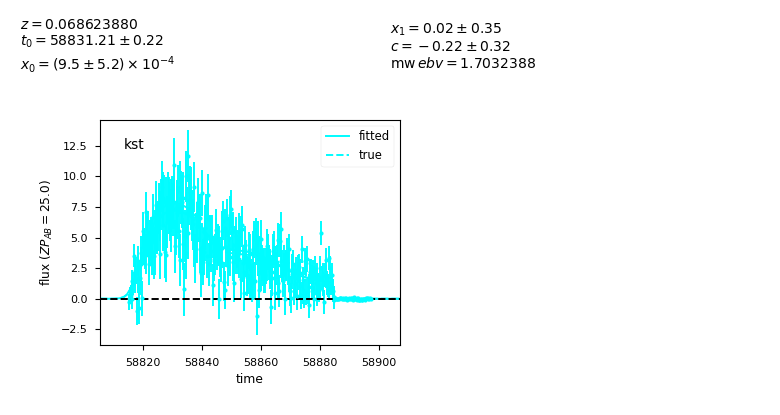 z = 0.068623880
t₀ = 58831.21 ± 0.22
x₀ = (9.5 ± 5.2) × 10⁻⁴
x₁ = 0.02 ± 0.35
c = −0.22 ± 0.32
mw ebv = 1.7032388
kst
fitted
true
12.5
10.0
7.5
5.0
2.5
0.0
−2.5
flux (ZP_AB = 25.0)
58820 58840 58860 58880 58900
time